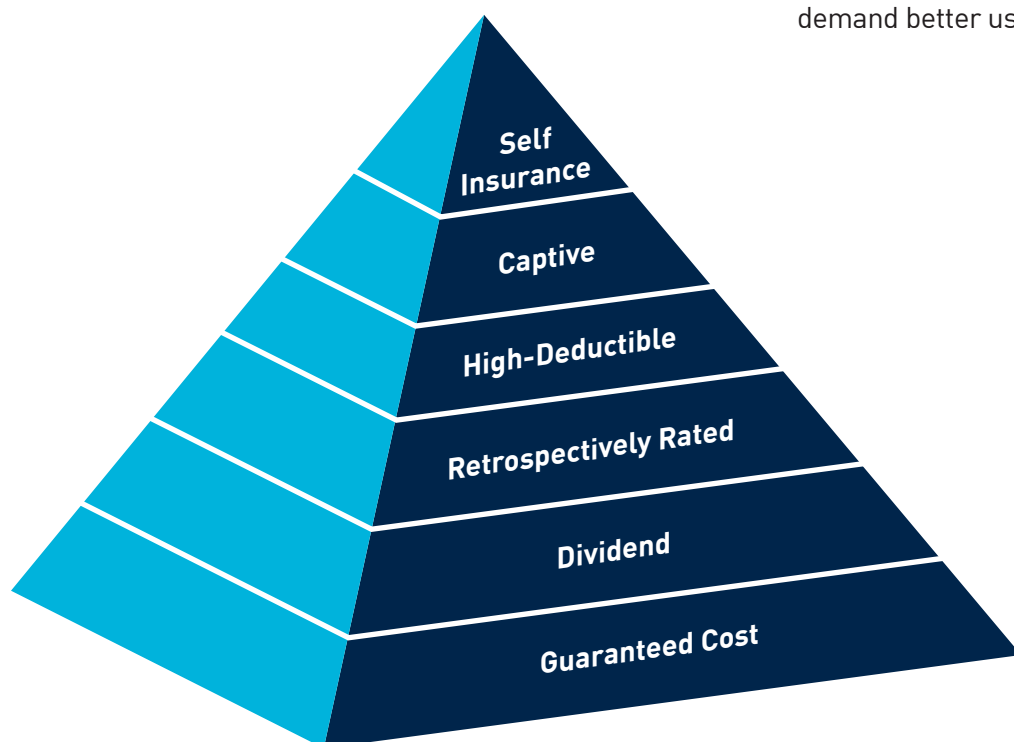 demand better us
Self
Insurance
Captive
High-Deductible
Retrospectively Rated
Dividend
Guaranteed Cost